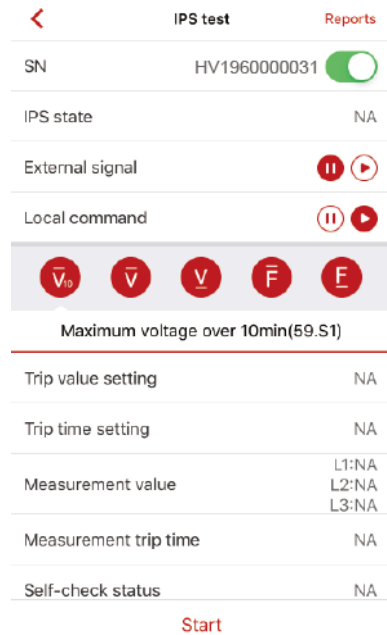 IPS test Reports
SN HV1960000031
IPS state NA
External signal
Local command
V̅10 V̅ V̲ F̅ F̲
Maximum voltage over 10min(59.S1)
Trip value setting NA
Trip time setting NA
L1:NA
Measurement value L2:NA
L3:NA
Measurement trip time NA
Self-check status NA
Start